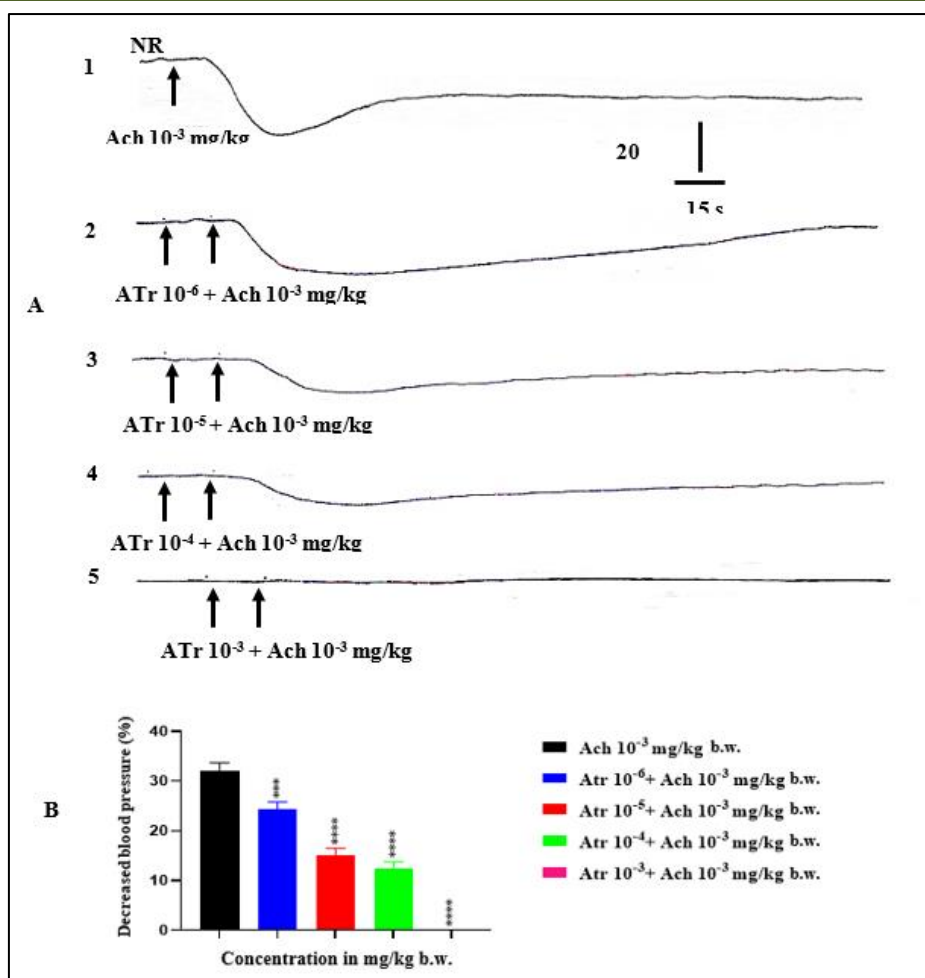 NR
1
Ach 10⁻³ mg/kg
20
15 s
2
ATr 10⁻⁶ + Ach 10⁻³ mg/kg
A
3
ATr 10⁻⁵ + Ach 10⁻³ mg/kg
4
ATr 10⁻⁴ + Ach 10⁻³ mg/kg
5
ATr 10⁻³ + Ach 10⁻³ mg/kg
B
Decreased blood pressure (%)
40
30
20
10
0
***
****
****
****
Concentration in mg/kg b.w.
Ach 10⁻³ mg/kg b.w.
Atr 10⁻⁶+ Ach 10⁻³ mg/kg b.w.
Atr 10⁻⁵+ Ach 10⁻³ mg/kg b.w.
Atr 10⁻⁴+ Ach 10⁻³ mg/kg b.w.
Atr 10⁻³+ Ach 10⁻³ mg/kg b.w.